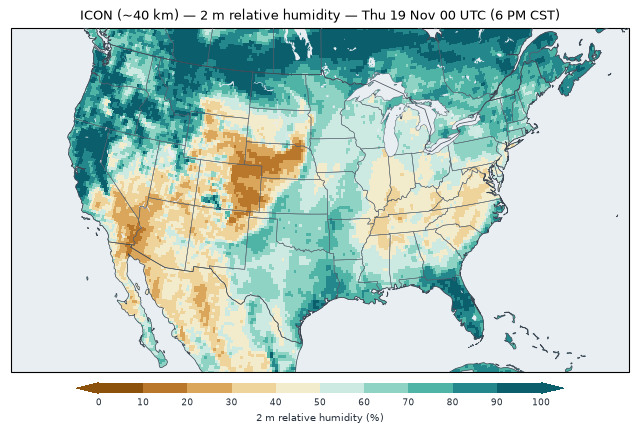 ICON (~40 km) — 2 m relative humidity — Thu 19 Nov 00 UTC (6 PM CST)
0 10 20 30 40 50 60 70 80 90 100
2 m relative humidity (%)